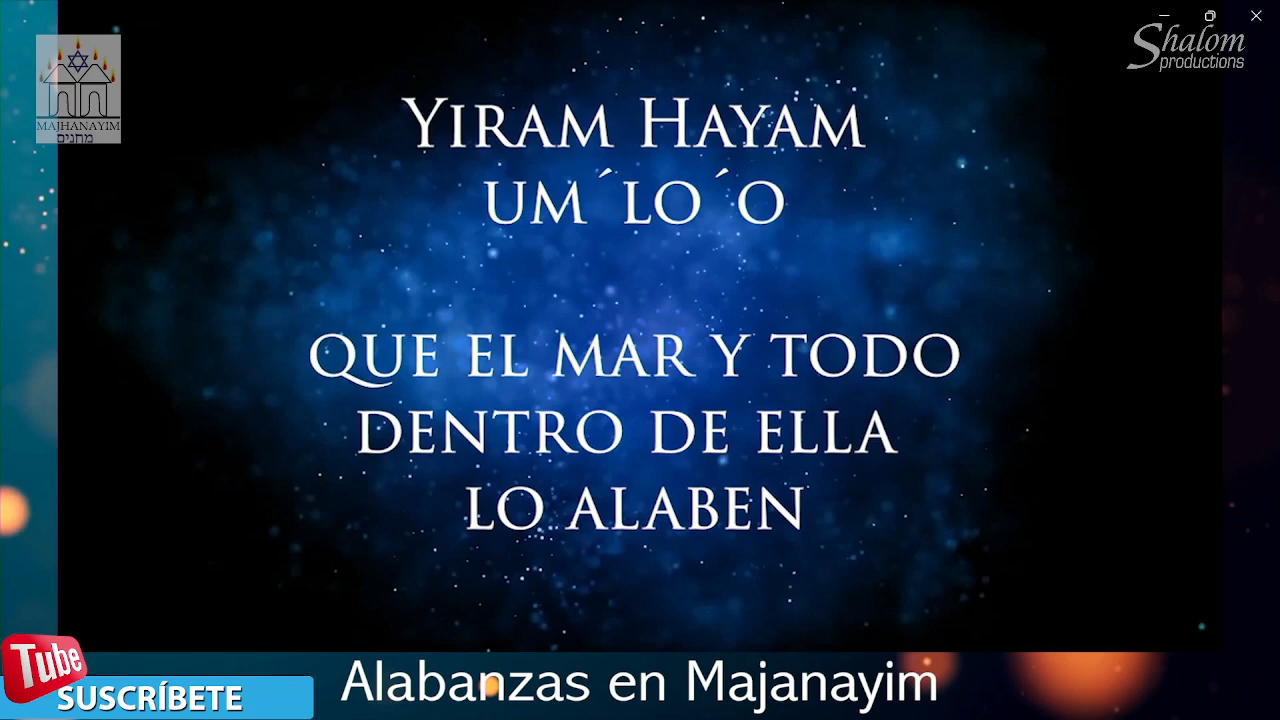 MAJHANAYIM
מחנים
Shalom
productions
YIRAM HAYAM
UM´LO´O
QUE EL MAR Y TODO
DENTRO DE ELLA
LO ALABEN
Tube
SUSCRÍBETE
Alabanzas en Majanayim